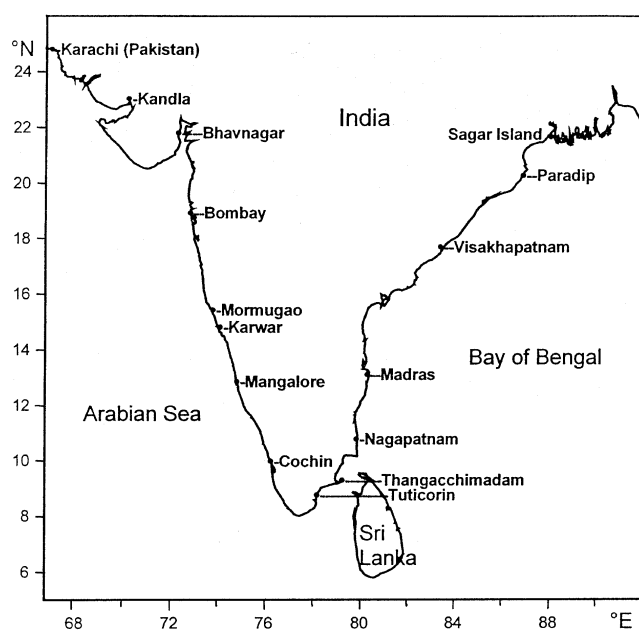 °N
Karachi (Pakistan)
24
Kandla
India
22
Bhavnagar
Sagar Island
Paradip
20
Bombay
18
Visakhapatnam
16
Mormugao
Karwar
14
Mangalore
Madras
Bay of Bengal
12
Arabian Sea
Nagapatnam
10
Cochin
Thangacchimadam
Tuticorin
8
Sri
Lanka
6
68
72
76
80
84
88
°E